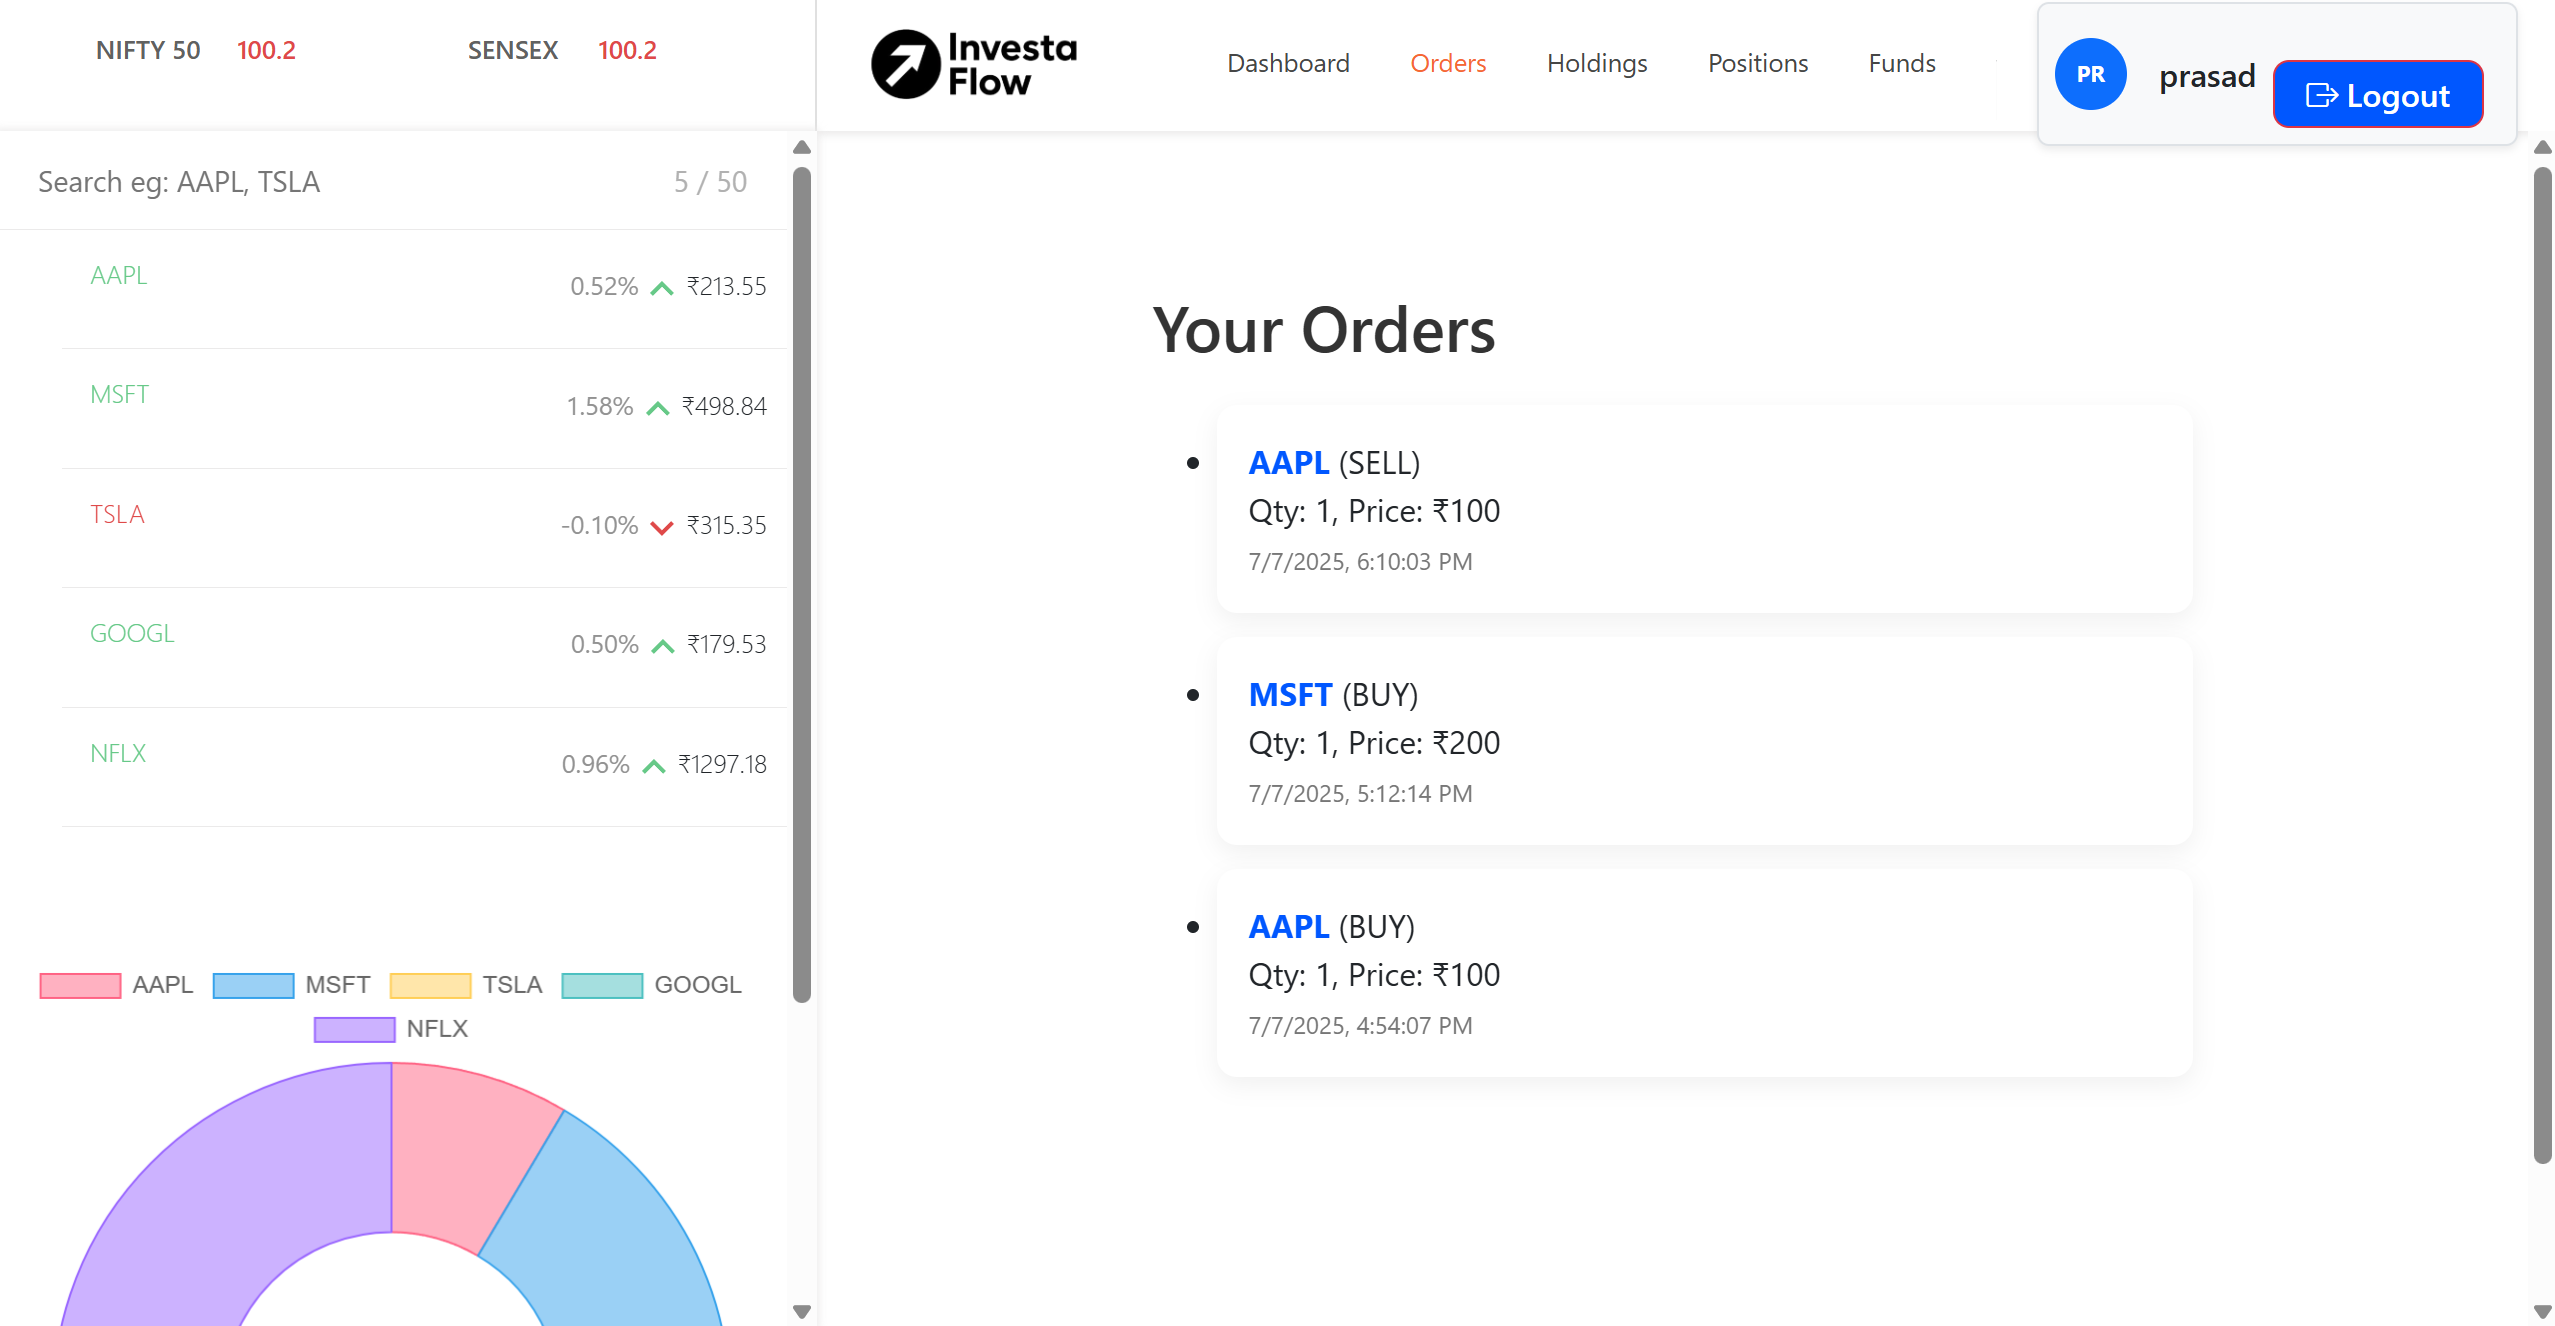 NIFTY 50 100.2 SENSEX 100.2
Investa
Flow
Dashboard Orders Holdings Positions Funds
PR prasad Logout
Search eg: AAPL, TSLA 5 / 50
AAPL 0.52% ₹213.55
MSFT 1.58% ₹498.84
TSLA -0.10% ₹315.35
GOOGL 0.50% ₹179.53
NFLX 0.96% ₹1297.18
AAPL MSFT TSLA GOOGL
NFLX
Your Orders
AAPL (SELL)
Qty: 1, Price: ₹100
7/7/2025, 6:10:03 PM
MSFT (BUY)
Qty: 1, Price: ₹200
7/7/2025, 5:12:14 PM
AAPL (BUY)
Qty: 1, Price: ₹100
7/7/2025, 4:54:07 PM